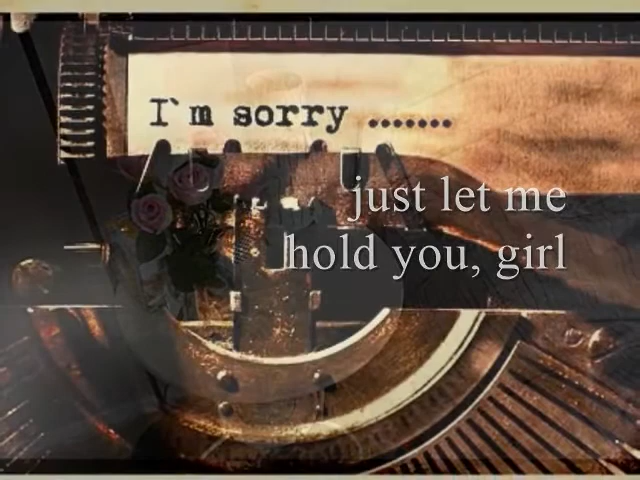 I`m sorry .......
just let me
hold you, girl